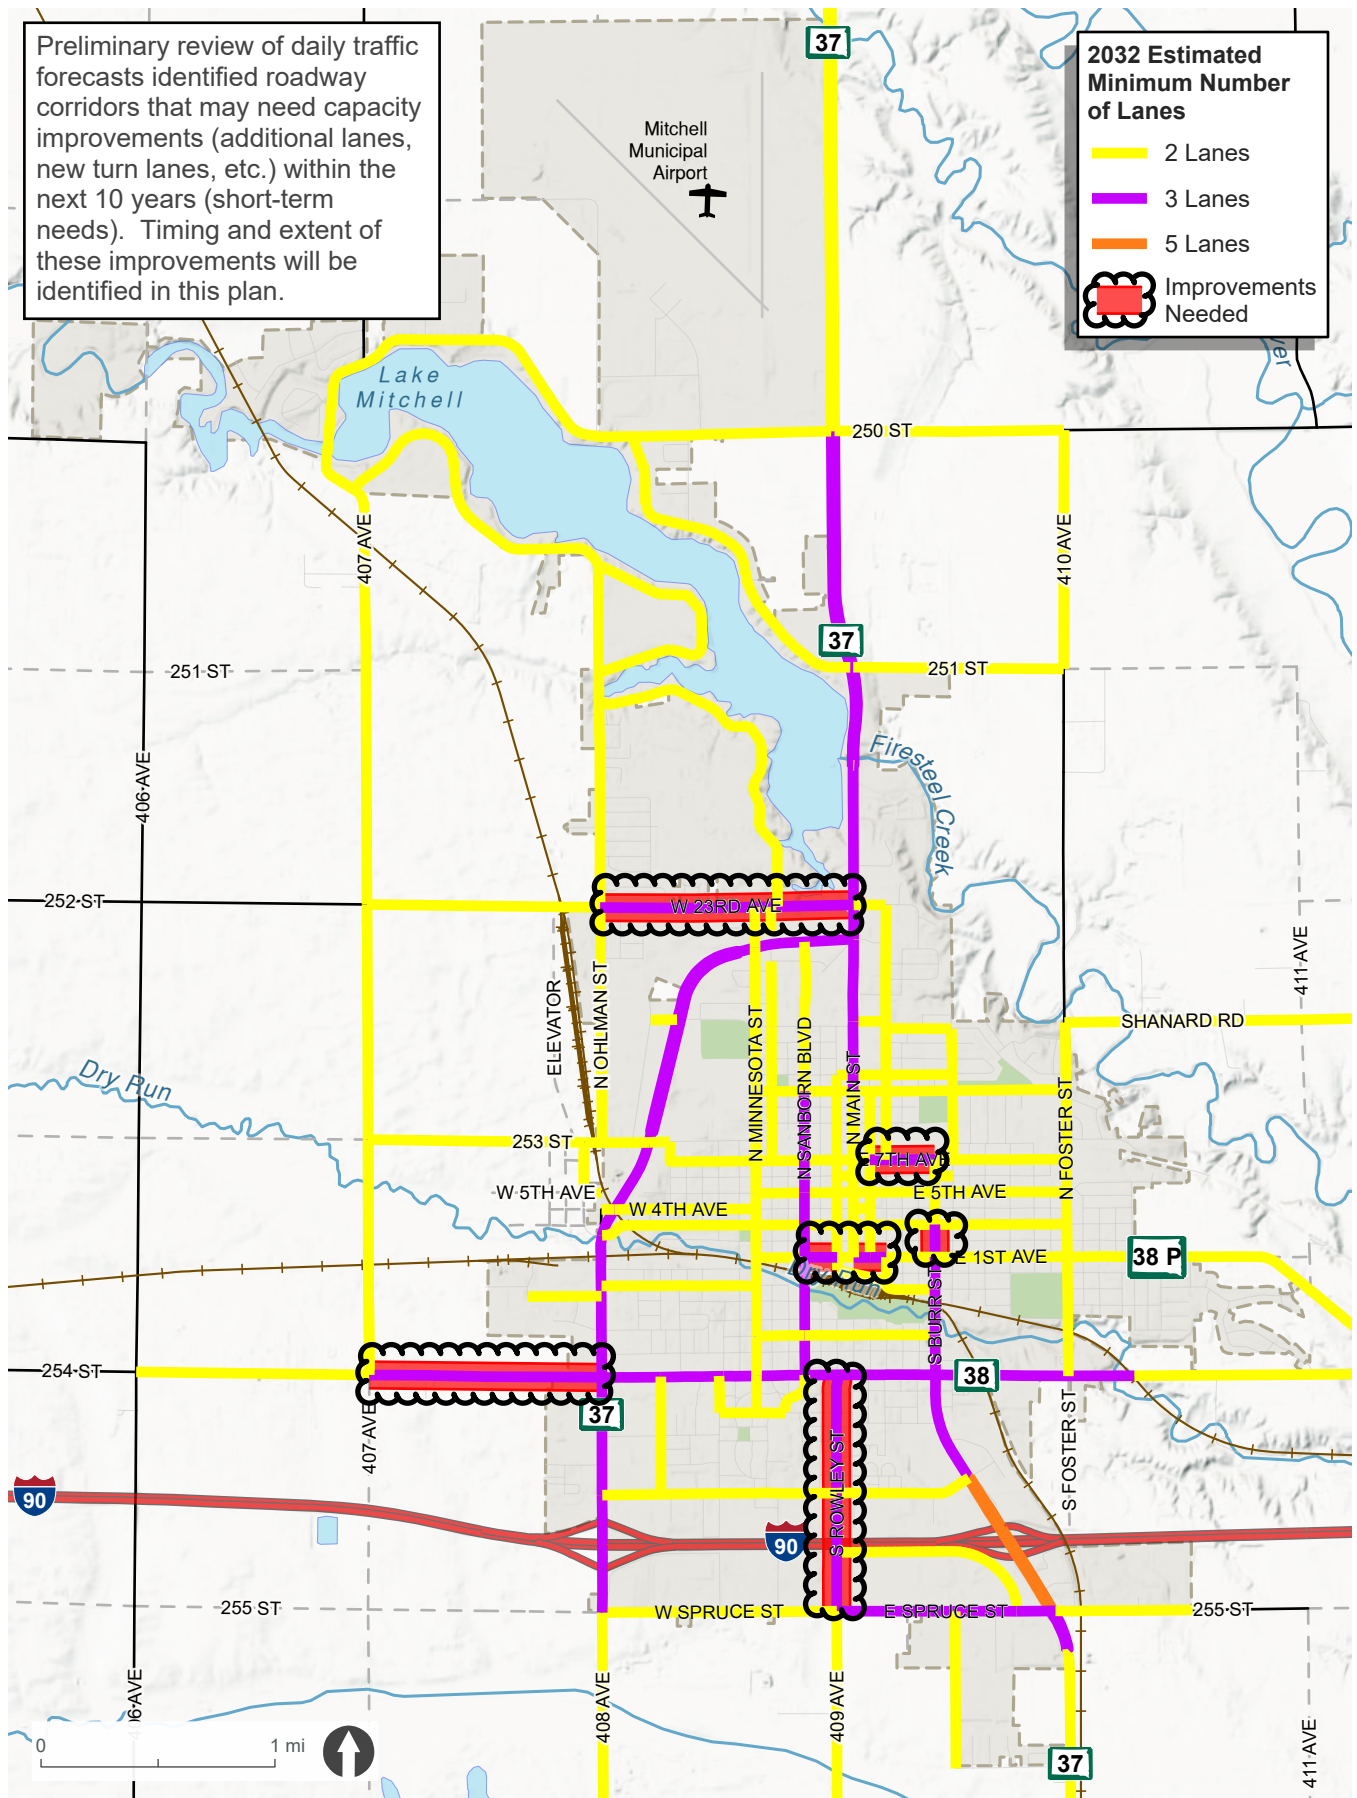 Preliminary review of daily traffic
forecasts identified roadway
corridors that may need capacity
improvements (additional lanes,
new turn lanes, etc.) within the
next 10 years (short-term
needs).  Timing and extent of
these improvements will be
identified in this plan.
37
2032 Estimated
Minimum Number
of Lanes
2 Lanes
3 Lanes
5 Lanes
Improvements
Needed
Mitchell
Municipal
Airport
Lake
Mitchell
250 ST
407 AVE
410 AVE
37
251 ST
251 ST
406 AVE
Firesteel Creek
252 ST
W 23RD AVE
411 AVE
ELEVATOR
N OHLMAN ST
N MINNESOTA ST
N SANBORN BLVD
N MAIN ST
SHANARD RD
N FOSTER ST
Dry Run
253 ST
E 7TH AVE
W 5TH AVE
E 5TH AVE
W 4TH AVE
E 1ST AVE
38 P
Dry Run
S BURR ST
254 ST
38
37
407 AVE
S FOSTER ST
S ROWLEY ST
90
90
255 ST
W SPRUCE ST
E SPRUCE ST
255 ST
406 AVE
408 AVE
409 AVE
411 AVE
0
1 mi
37